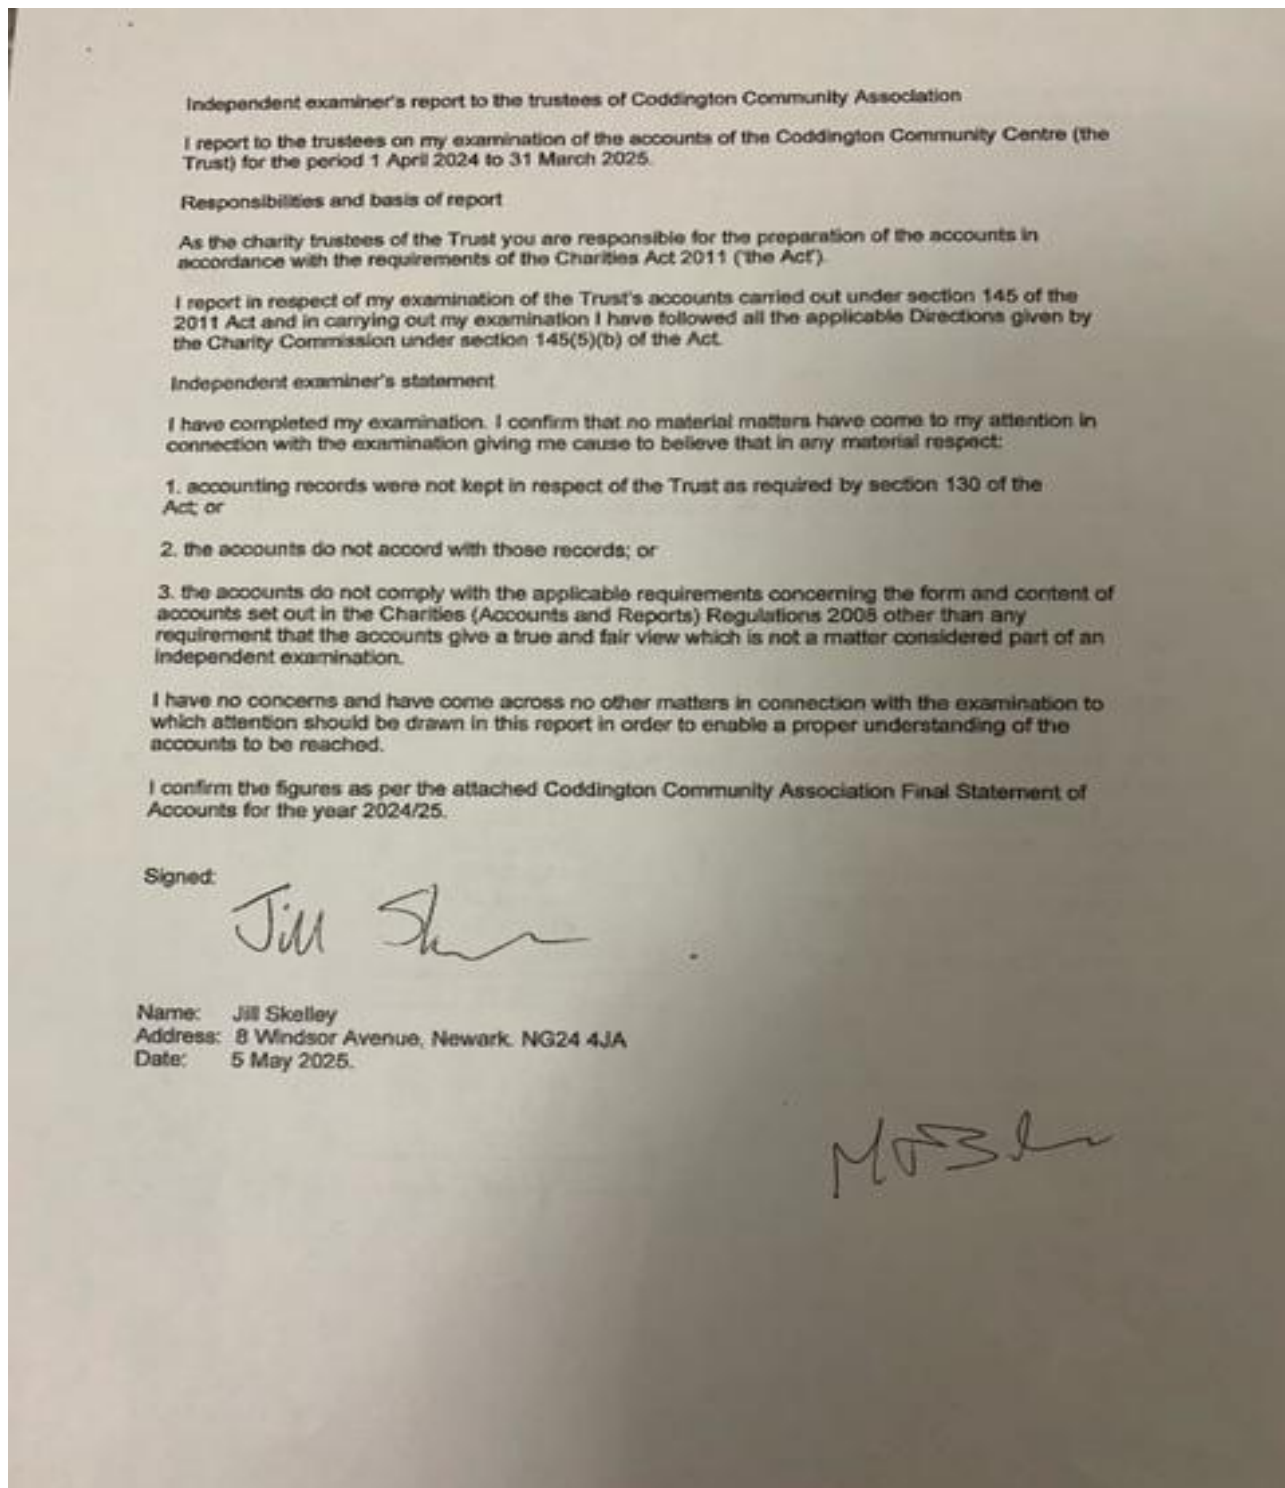 Independent examiner's report to the trustees of Coddington Community Association
I report to the trustees on my examination of the accounts of the Coddington Community Centre (the
Trust) for the period 1 April 2024 to 31 March 2025.
Responsibilities and basis of report
As the charity trustees of the Trust you are responsible for the preparation of the accounts in
accordance with the requirements of the Charities Act 2011 ('the Act').
I report in respect of my examination of the Trust's accounts carried out under section 145 of the
2011 Act and in carrying out my examination I have followed all the applicable Directions given by
the Charity Commission under section 145(5)(b) of the Act.
Independent examiner's statement
I have completed my examination. I confirm that no material matters have come to my attention in
connection with the examination giving me cause to believe that in any material respect:
1. accounting records were not kept in respect of the Trust as required by section 130 of the
Act; or
2. the accounts do not accord with those records; or
3. the accounts do not comply with the applicable requirements concerning the form and content of
accounts set out in the Charities (Accounts and Reports) Regulations 2008 other than any
requirement that the accounts give a true and fair view which is not a matter considered part of an
independent examination.
I have no concerns and have come across no other matters in connection with the examination to
which attention should be drawn in this report in order to enable a proper understanding of the
accounts to be reached.
I confirm the figures as per the attached Coddington Community Association Final Statement of
Accounts for the year 2024/25.
Signed:
Jill
Name: Jill Skelley
Address: 8 Windsor Avenue, Newark. NG24 4JA
Date: 5 May 2025.